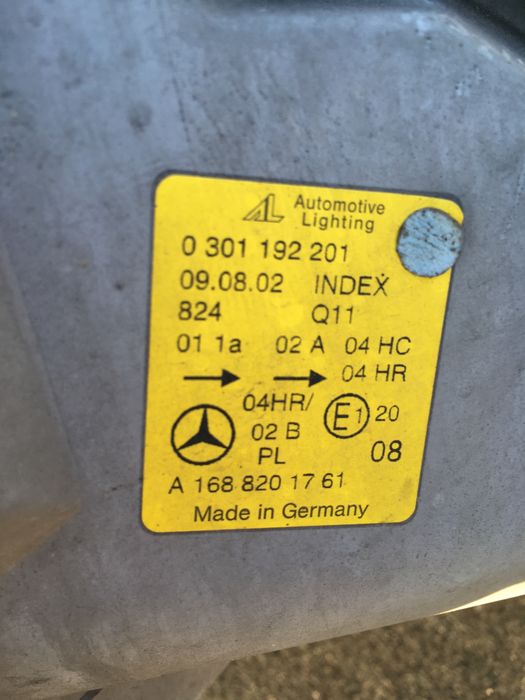 AL Automotive
Lighting
0 301 192 201
09.08.02 INDEX
824 Q11
01 1a 02 A 04 HC
04 HR
04HR/
E1 20
02 B
PL 08
A 168 820 17 61
Made in Germany